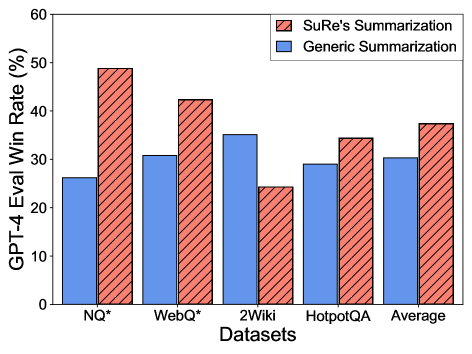 SuRe's Summarization
Generic Summarization
GPT-4 Eval Win Rate (%)
60
50
40
30
20
10
0
NQ* WebQ* 2Wiki HotpotQA Average
Datasets